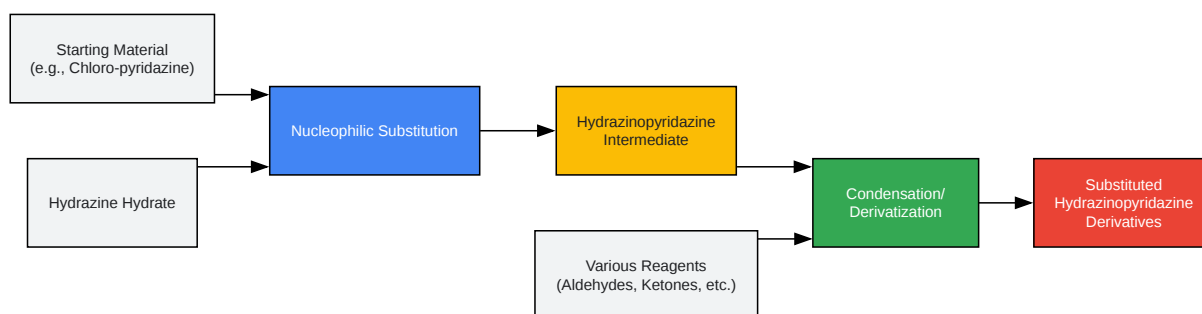 Starting Material
(e.g., Chloro-pyridazine)
Hydrazine Hydrate
Nucleophilic Substitution
Hydrazinopyridazine
Intermediate
Various Reagents
(Aldehydes, Ketones, etc.)
Condensation/
Derivatization
Substituted
Hydrazinopyridazine
Derivatives